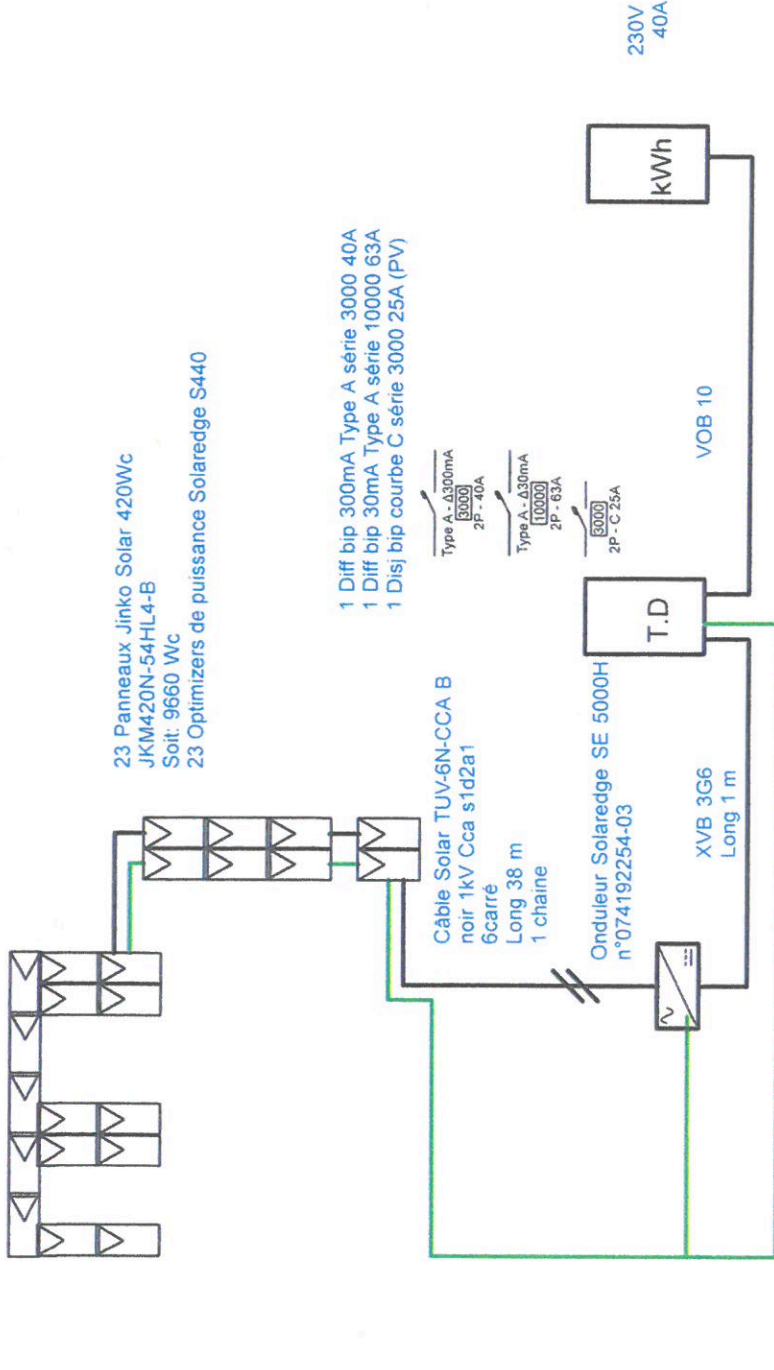 23 Panneaux Jinko Solar 420Wc
JKM420N-54HL4-B
Soit: 9660 Wc
23 Optimizers de puissance Solaredge S440
1 Diff bip 300mA Type A série 3000 40A
1 Diff bip 30mA Type A série 10000 63A
1 Disj bip courbe C série 3000 25A (PV)
Type A - Δ300mA
3000
2P - 40A
Type A - Δ30mA
10000
2P - 63A
3000
2P - C 25A
Câble Solar TUV-6N-CCA B
noir 1kV Cca s1d2a1
6carré
Long 38 m
1 chaine
Onduleur Solaredge SE 5000H
n°074192254-03
XVB 3G6
Long 1 m
T.D
VOB 10
kWh
230V
40A